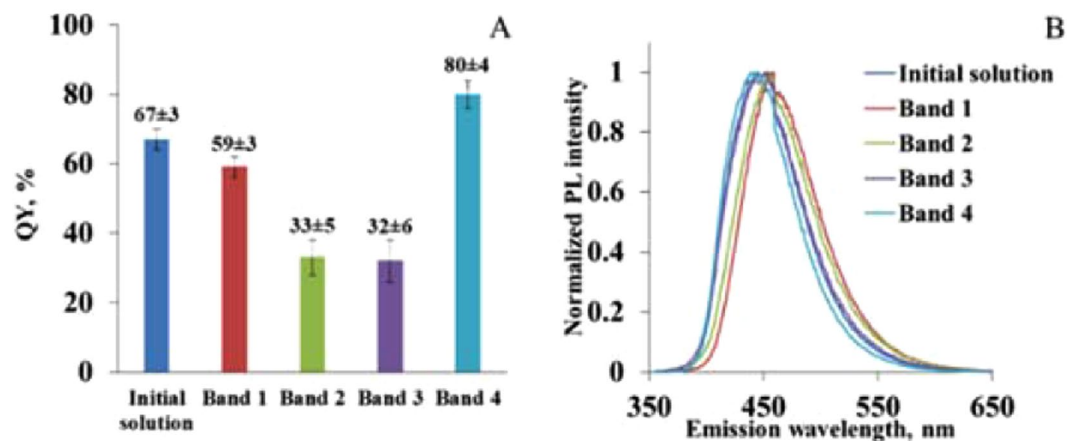 A
100
80
60
40
20
0
QY, %
67±3
59±3
33±5
32±6
80±4
Initial solution
Band 1
Band 2
Band 3
Band 4
B
1
0.8
0.6
0.4
0.2
0
Normalized PL intensity
Initial solution
Band 1
Band 2
Band 3
Band 4
350 450 550 650
Emission wavelength, nm